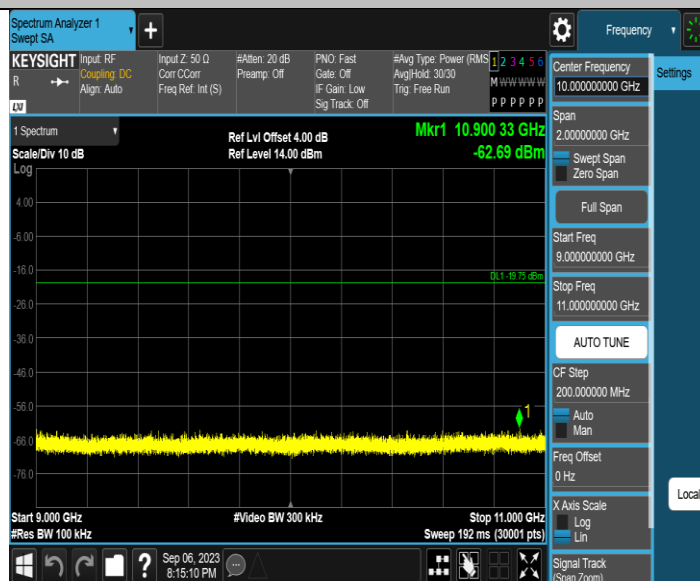 Spectrum Analyzer 1
Swept SA
+
Frequency
KEYSIGHT
R
LXI
Input: RF
Coupling: DC
Align: Auto
Input Z: 50 Ω
Corr CCorr
Freq Ref: Int (S)
#Atten: 20 dB
Preamp: Off
PNO: Fast
Gate: Off
IF Gain: Low
Sig Track: Off
#Avg Type: Power (RMS
Avg|Hold: 30/30
Trig: Free Run
1 2 3 4 5 6
M W W W W W
P P P P P P
1 Spectrum
Scale/Div 10 dB
Log
Ref Lvl Offset 4.00 dB
Ref Level 14.00 dBm
Mkr1 10.900 33 GHz
-62.69 dBm
4.00
-6.00
-16.0
DL1 -19.75 dBm
-26.0
-36.0
-46.0
-56.0
1
-66.0
-76.0
Start 9.000 GHz
#Res BW 100 kHz
#Video BW 300 kHz
Stop 11.000 GHz
Sweep 192 ms (30001 pts)
?
Sep 06, 2023
8:15:10 PM
Center Frequency
10.000000000 GHz
Settings
Span
2.00000000 GHz
Swept Span
Zero Span
Full Span
Start Freq
9.000000000 GHz
Stop Freq
11.000000000 GHz
AUTO TUNE
CF Step
200.000000 MHz
Auto
Man
Freq Offset
0 Hz
Local
X Axis Scale
Log
Lin
Signal Track
(Span Zoom)